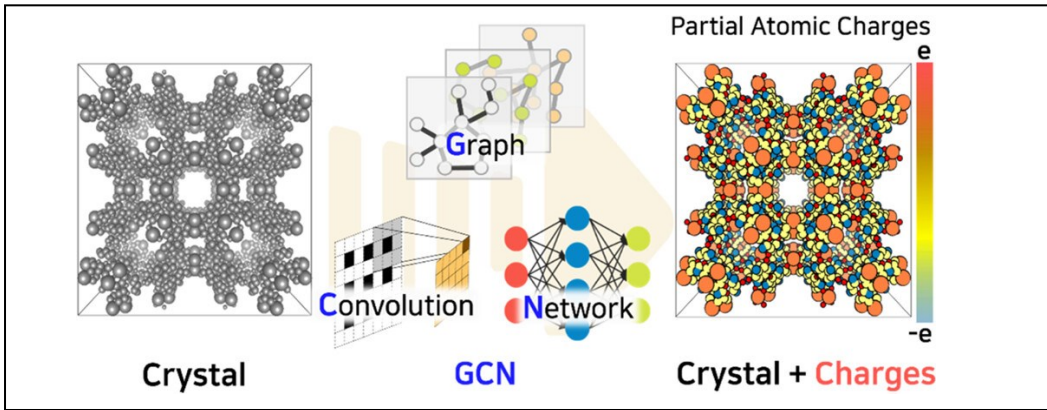 Partial Atomic Charges
e
Graph
Convolution
Network
-e
Crystal
GCN
Crystal + Charges